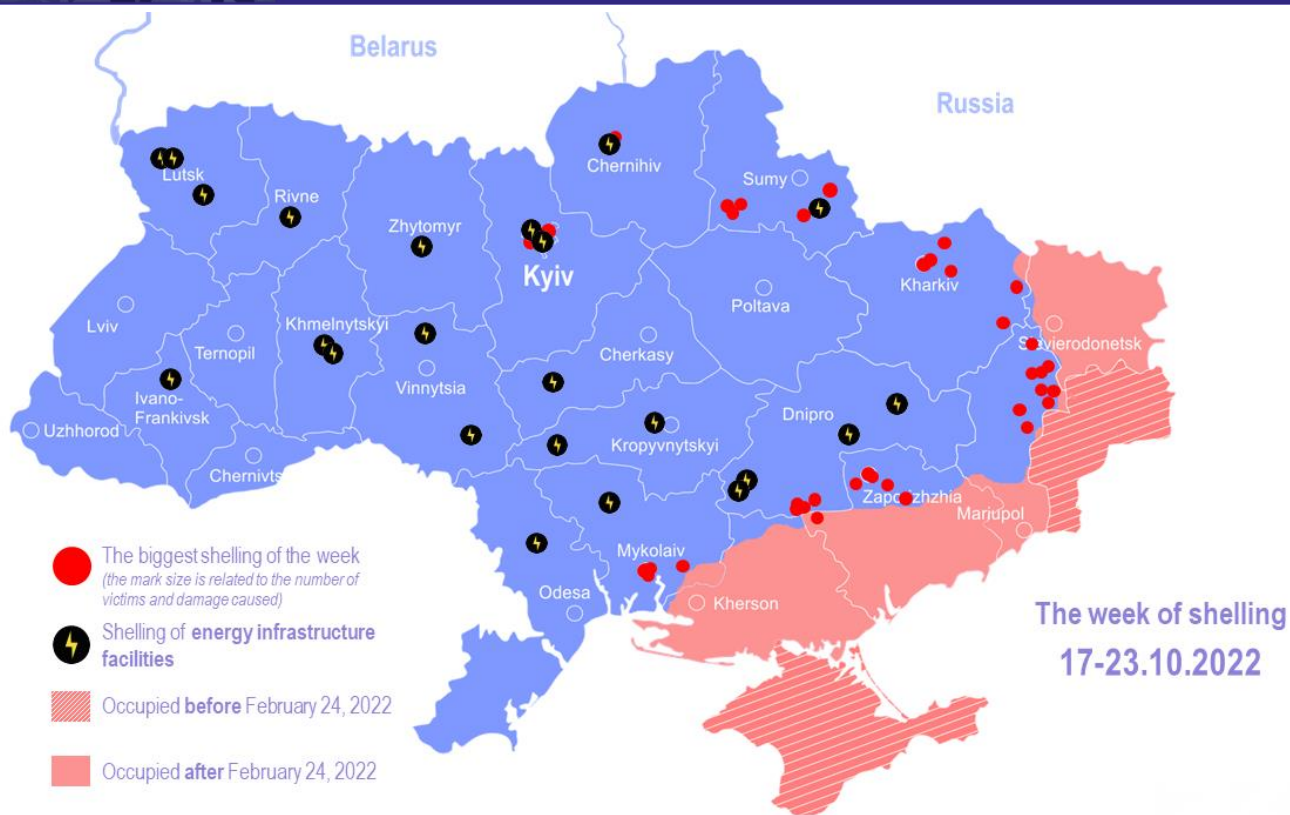 Belarus
Russia
Chernihiv
Sumy
Lutsk
Rivne
Zhytomyr
Kyiv
Kharkiv
Lviv
Ternopil
Khmelnytskyi
Poltava
Cherkasy
Sievierodonetsk
Vinnytsia
Ivano-
Frankivsk
Uzhhorod
Dnipro
Kropyvnytskyi
Chernivts
Zaporizhzhia
Mariupol
Mykolaiv
Odesa
Kherson
The biggest shelling of the week
(the mark size is related to the number of
victims and damage caused)
Shelling of energy infrastructure
facilities
Occupied before February 24, 2022
Occupied after February 24, 2022
The week of shelling
17-23.10.2022